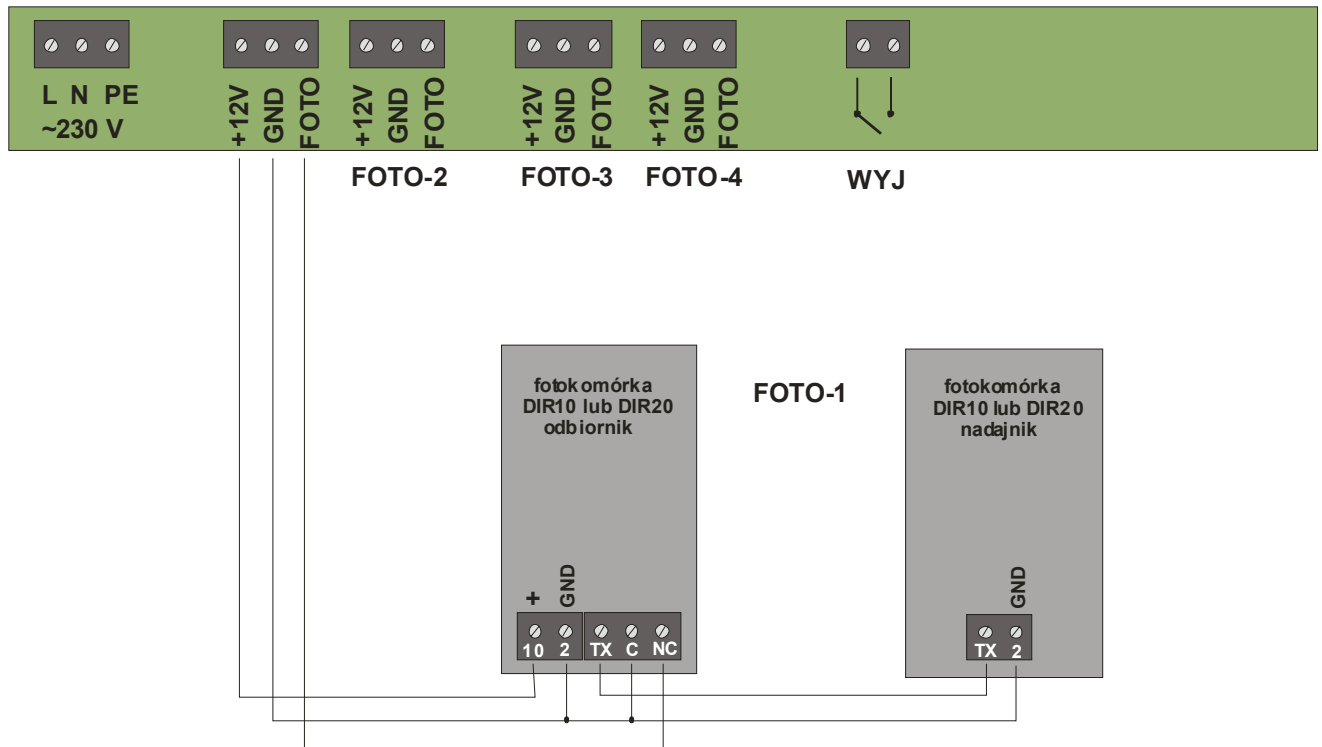 L N PE
~230 V
+12V
GND
FOTO
+12V
GND
FOTO
FOTO-2
+12V
GND
FOTO
FOTO-3
+12V
GND
FOTO
FOTO-4
WYJ
fotokomórka
DIR10 lub DIR20
odbiornik
+
GND
10 2 TX C NC
FOTO-1
fotokomórka
DIR10 lub DIR20
nadajnik
GND
TX 2